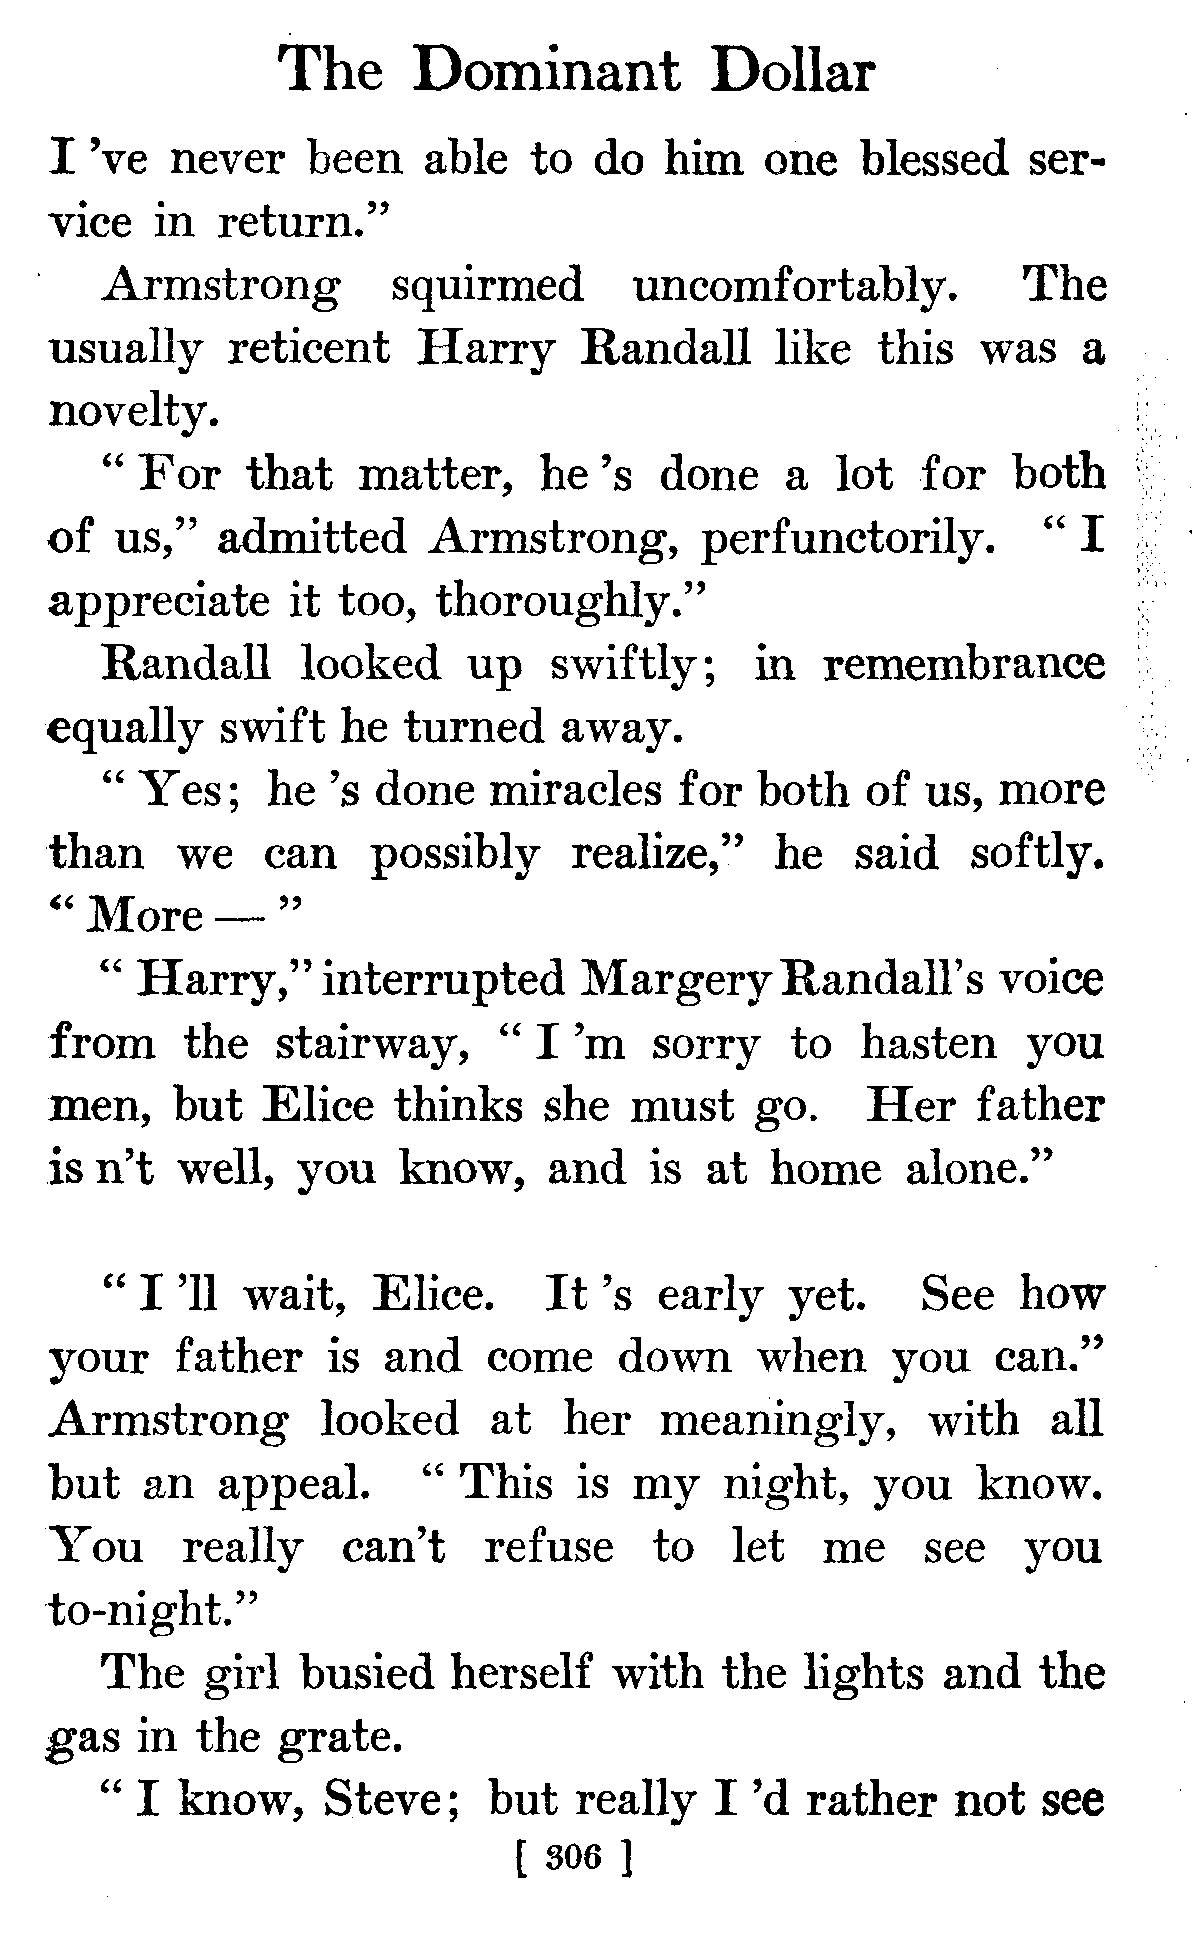 The Dominant Dollar
I 've never been able to do him one blessed ser-
vice in return.”
Armstrong squirmed uncomfortably. The
usually reticent Harry Randall like this was a
novelty.
“ For that matter, he 's done a lot for both
of us,” admitted Armstrong, perfunctorily. “ I
appreciate it too, thoroughly.”
Randall looked up swiftly; in remembrance
equally swift he turned away.
“ Yes; he 's done miracles for both of us, more
than we can possibly realize,” he said softly.
“ More — ”
“ Harry,” interrupted Margery Randall's voice
from the stairway, “ I 'm sorry to hasten you
men, but Elice thinks she must go. Her father
is n't well, you know, and is at home alone.”
“ I 'll wait, Elice. It 's early yet. See how
your father is and come down when you can.”
Armstrong looked at her meaningly, with all
but an appeal. “ This is my night, you know.
You really can't refuse to let me see you
to-night.”
The girl busied herself with the lights and the
gas in the grate.
“ I know, Steve; but really I 'd rather not see
[ 306 ]